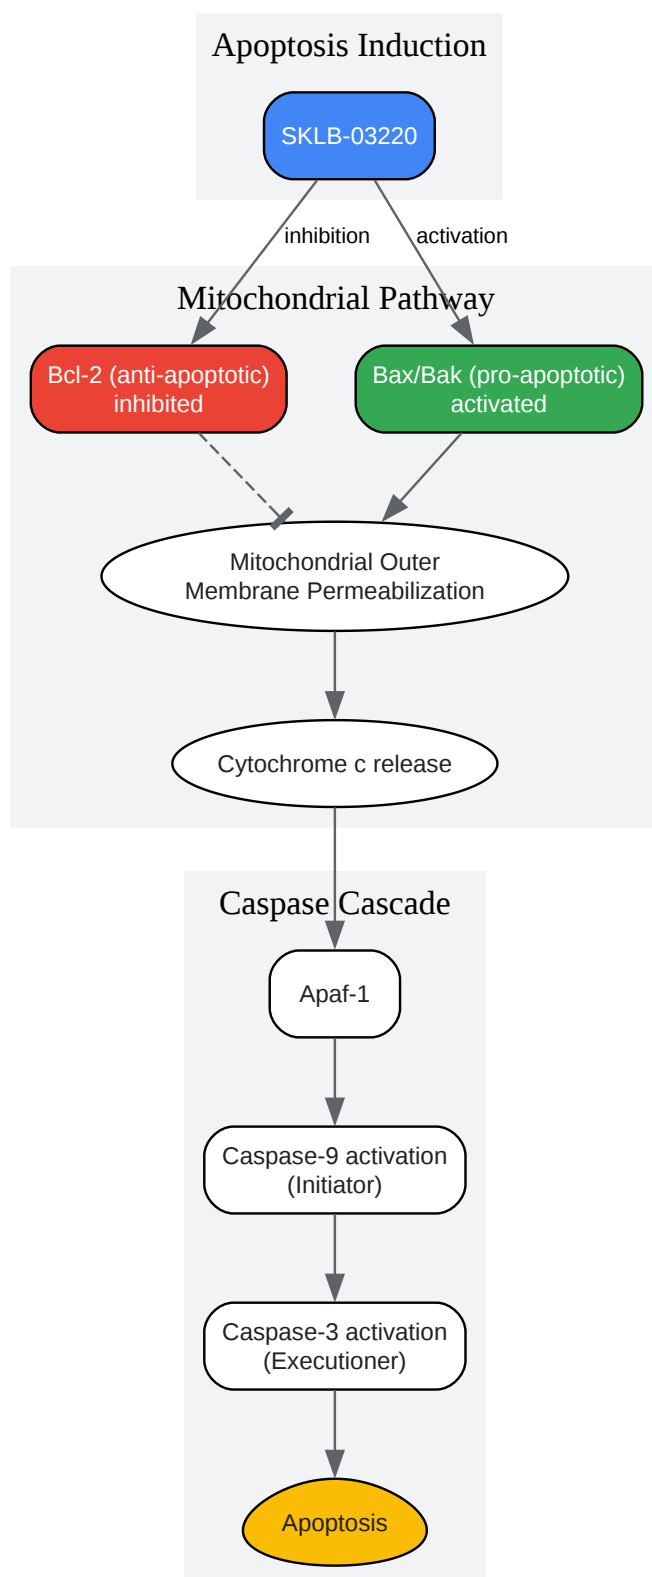 Apoptosis Induction
SKLB-03220
inhibition
activation
Mitochondrial Pathway
Bcl-2 (anti-apoptotic)
inhibited
Bax/Bak (pro-apoptotic)
activated
Mitochondrial Outer
Membrane Permeabilization
Cytochrome c release
Caspase Cascade
Apaf-1
Caspase-9 activation
(Initiator)
Caspase-3 activation
(Executioner)
Apoptosis